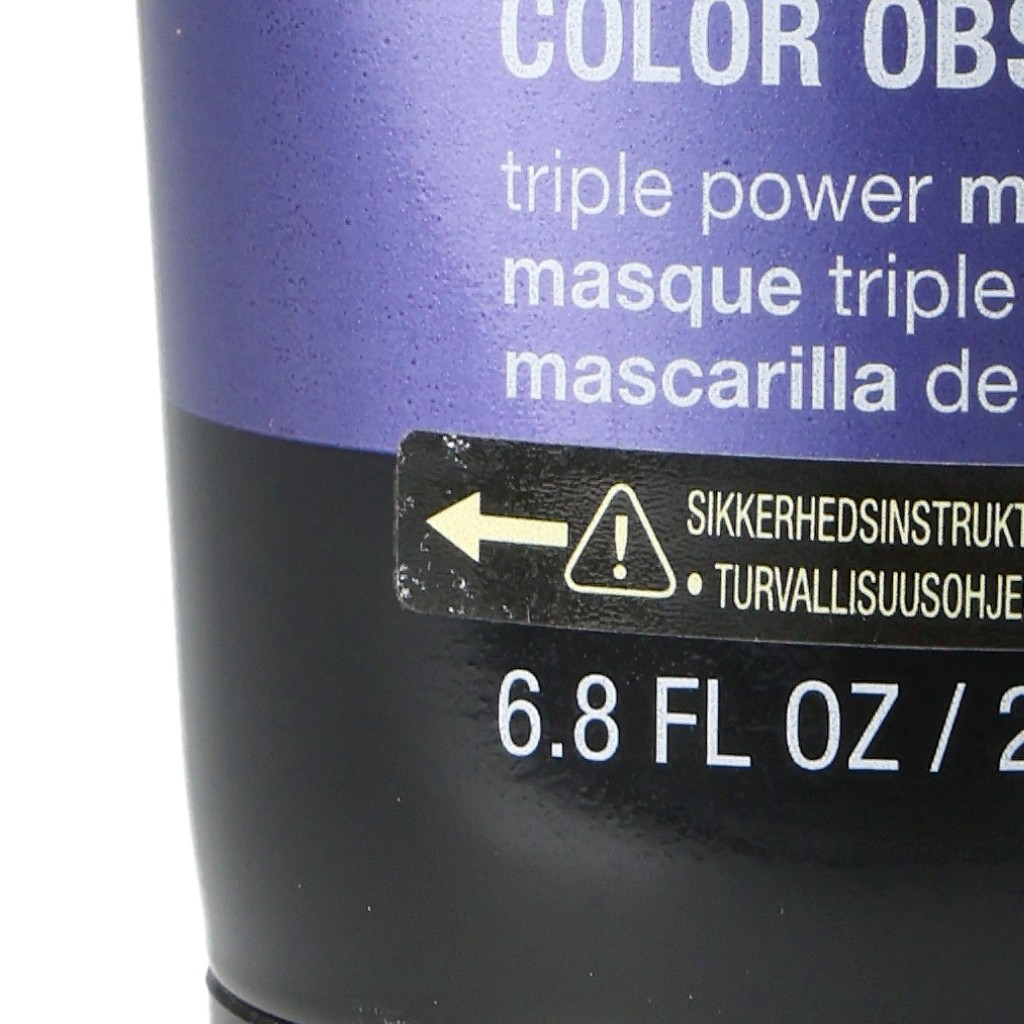 COLOR OBS
triple power m
masque triple
mascarilla de
SIKKERHEDSINSTRUKT
• TURVALLISUUSOHJE
6.8 FL OZ / 2